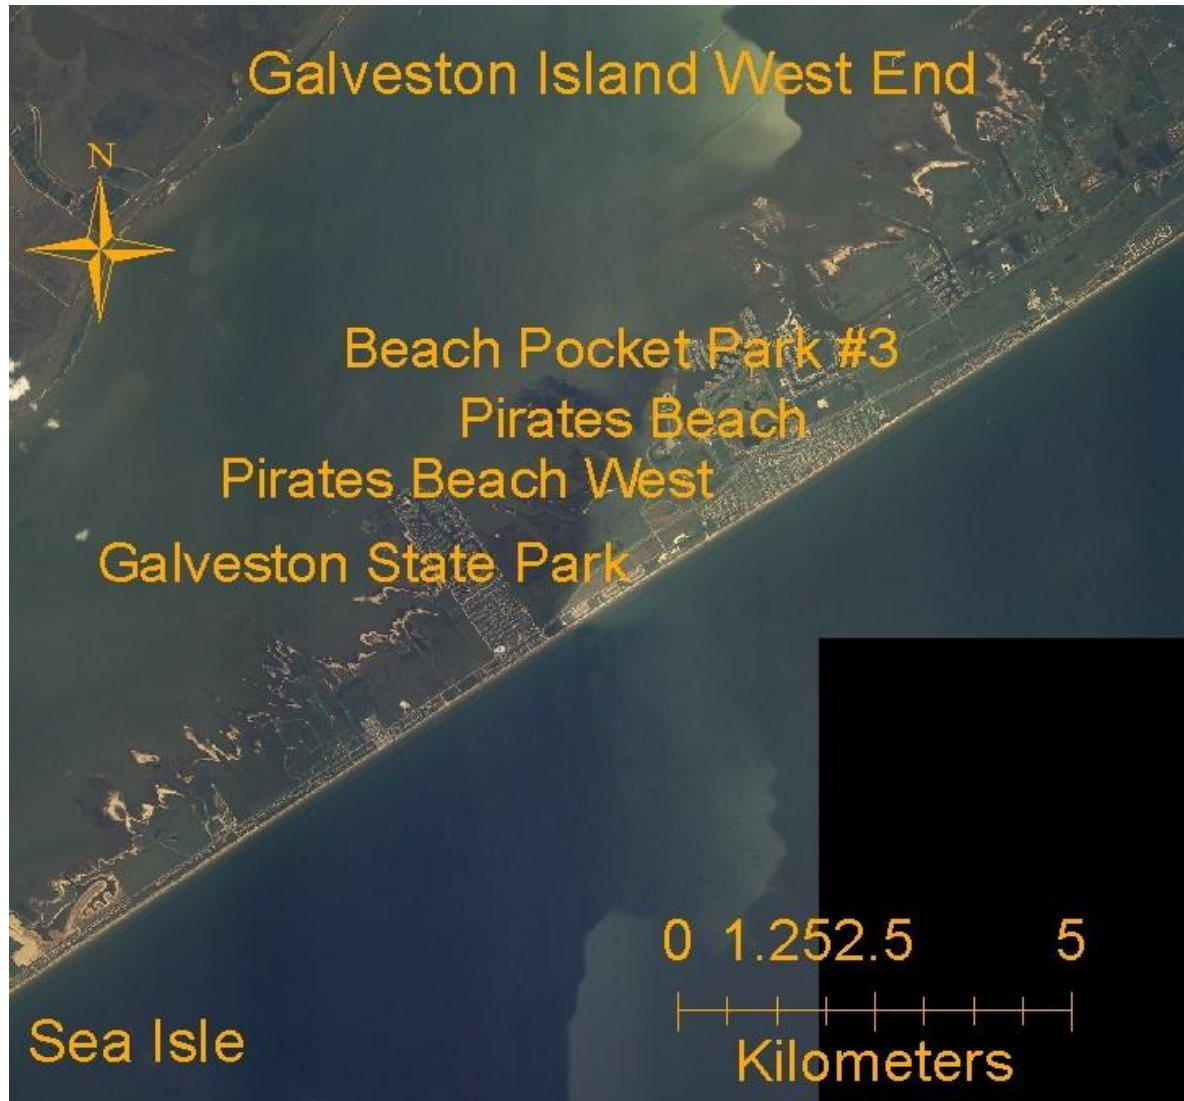 Galveston Island West End
N
Beach Pocket Park #3
Pirates Beach
Pirates Beach West
Galveston State Park
0 1.252.5 5
Kilometers
Sea Isle